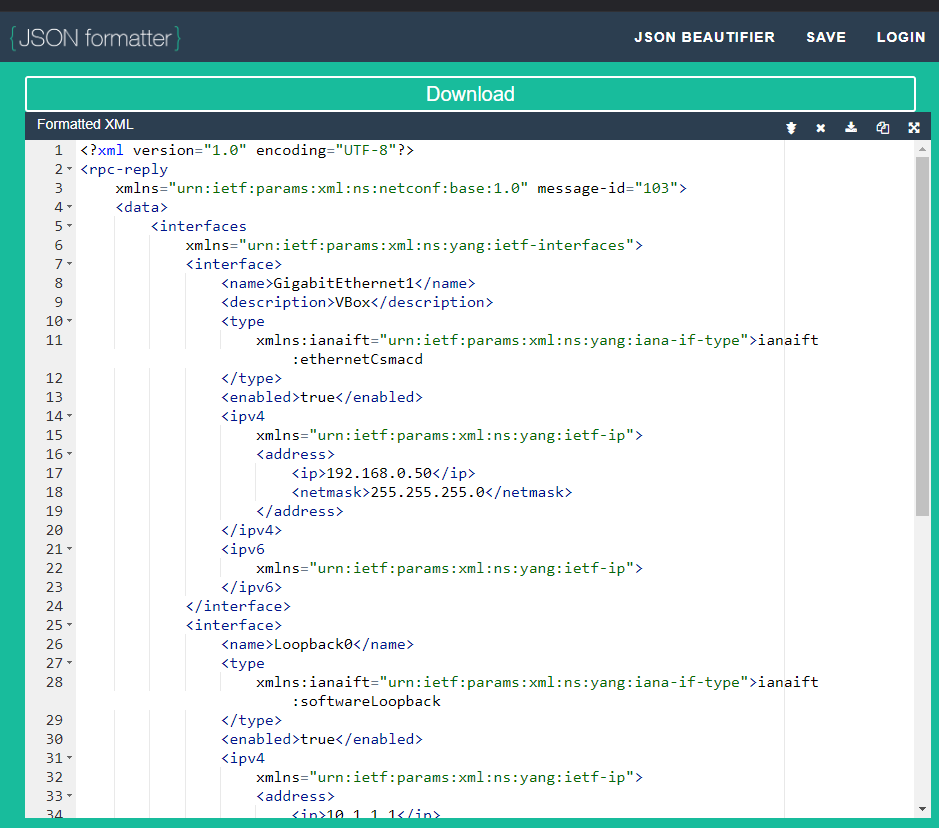 {JSON formatter}
JSON BEAUTIFIER SAVE LOGIN
Download
Formatted XML
1 <?xml version="1.0" encoding="UTF-8"?>
2 <rpc-reply
3 xmlns="urn:ietf:params:xml:ns:netconf:base:1.0" message-id="103">
4 <data>
5 <interfaces
6 xmlns="urn:ietf:params:xml:ns:yang:ietf-interfaces">
7 <interface>
8 <name>GigabitEthernet1</name>
9 <description>VBox</description>
10 <type
11 xmlns:ianaift="urn:ietf:params:xml:ns:yang:iana-if-type">ianaift
:ethernetCsmacd
12 </type>
13 <enabled>true</enabled>
14 <ipv4
15 xmlns="urn:ietf:params:xml:ns:yang:ietf-ip">
16 <address>
17 <ip>192.168.0.50</ip>
18 <netmask>255.255.255.0</netmask>
19 </address>
20 </ipv4>
21 <ipv6
22 xmlns="urn:ietf:params:xml:ns:yang:ietf-ip">
23 </ipv6>
24 </interface>
25 <interface>
26 <name>Loopback0</name>
27 <type
28 xmlns:ianaift="urn:ietf:params:xml:ns:yang:iana-if-type">ianaift
:softwareLoopback
29 </type>
30 <enabled>true</enabled>
31 <ipv4
32 xmlns="urn:ietf:params:xml:ns:yang:ietf-ip">
33 <address>
34 <ip>10.1.1.1</ip>